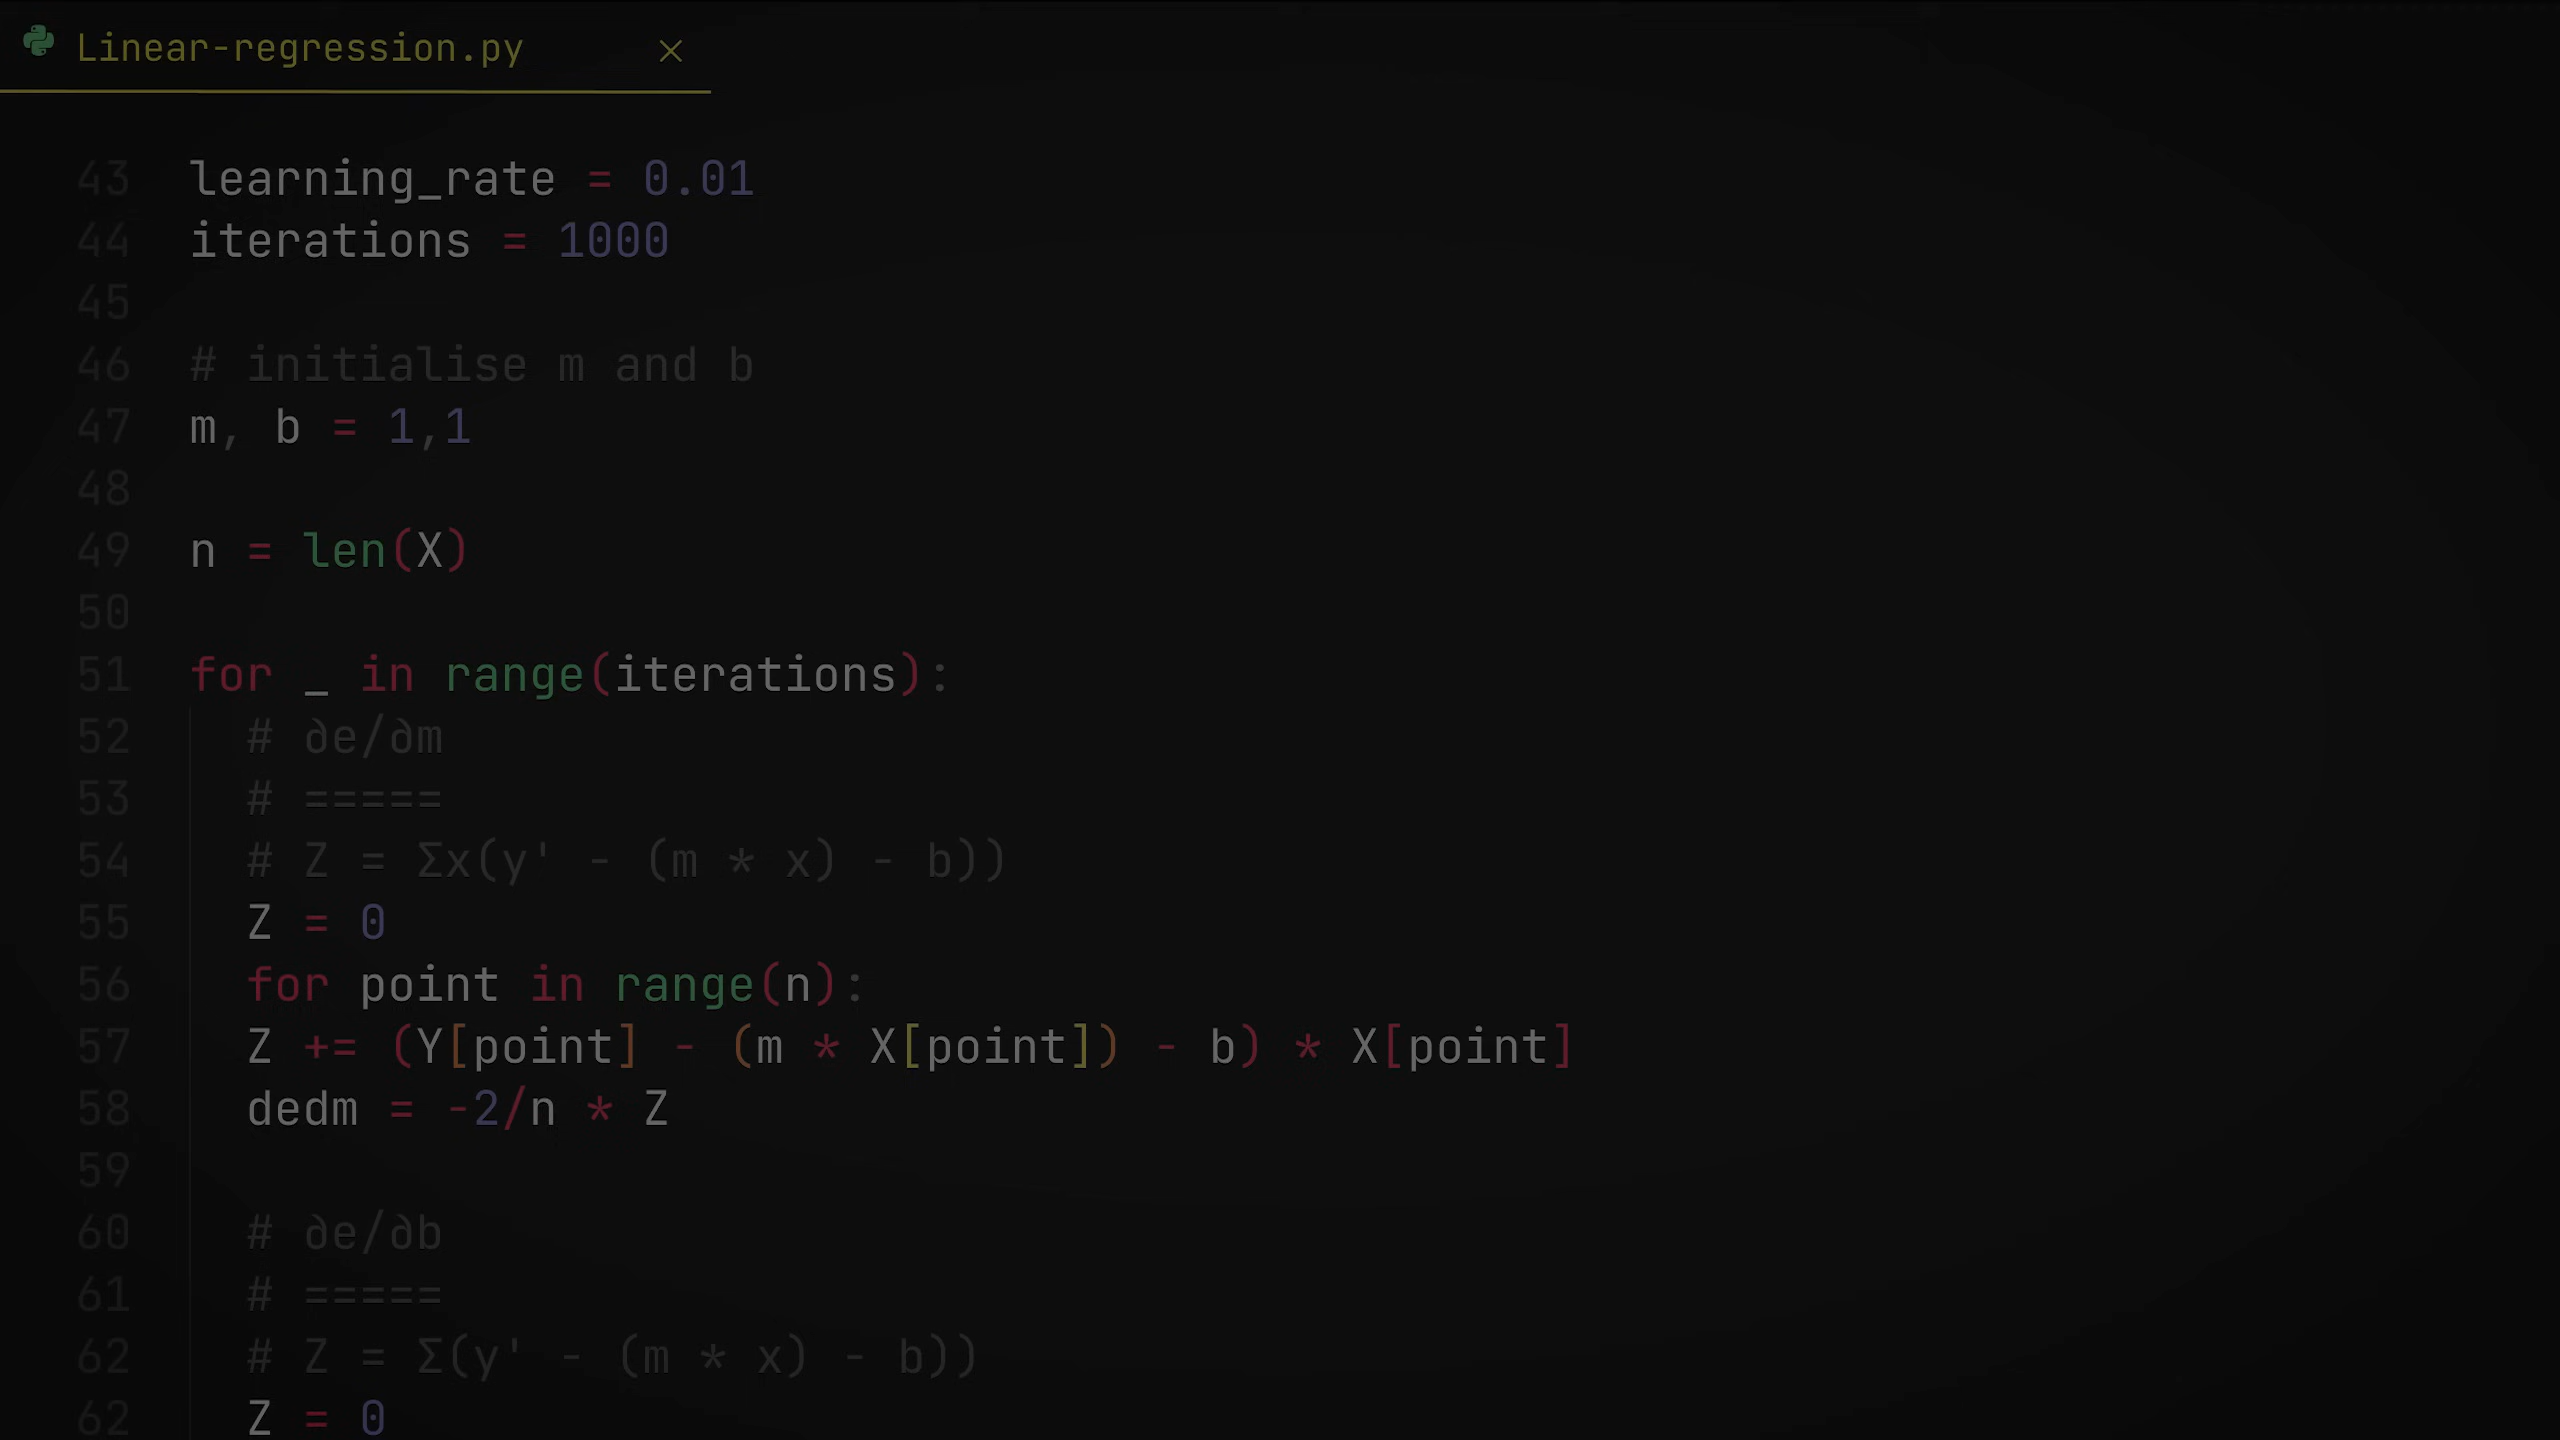 Linear-regression.py ×
43 learning_rate = 0.01
44 iterations = 1000
45
46 # initialise m and b
47 m, b = 1,1
48
49 n = len(X)
50
51 for _ in range(iterations):
52 # ∂e/∂m
53 # =====
54 # Z = Σx(y' - (m * x) - b))
55 Z = 0
56 for point in range(n):
57 Z += (Y[point] - (m * X[point]) - b) * X[point]
58 dedm = -2/n * Z
59
60 # ∂e/∂b
61 # =====
62 # Z = Σ(y' - (m * x) - b))
62 Z = 0